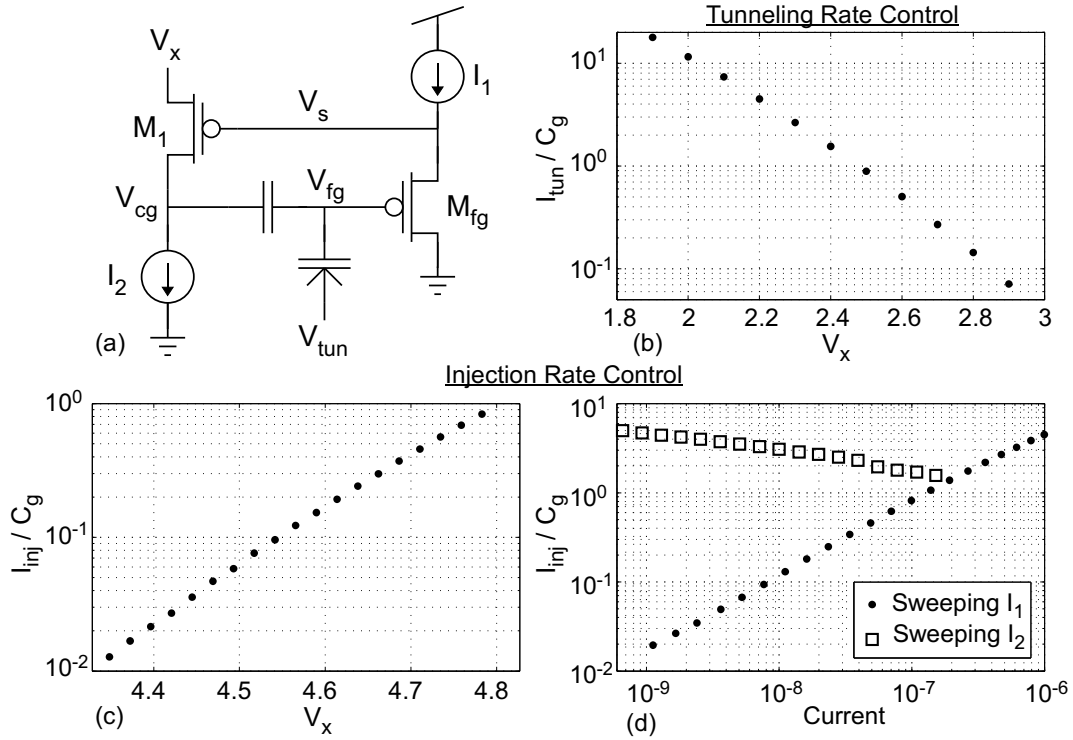 Tunneling Rate Control
V_x
I_1
M_1
V_s
V_cg
V_fg
M_fg
I_2
V_tun
(a)
I_tun / C_g
10^1
10^0
10^-1
1.8 2 2.2 2.4 2.6 2.8 3
(b) V_x
Injection Rate Control
I_inj / C_g
10^0
10^-1
10^-2
4.4 4.5 4.6 4.7 4.8
(c) V_x
I_inj / C_g
10^1
10^0
10^-1
10^-2
Sweeping I_1
Sweeping I_2
10^-9 10^-8 10^-7 10^-6
(d) Current